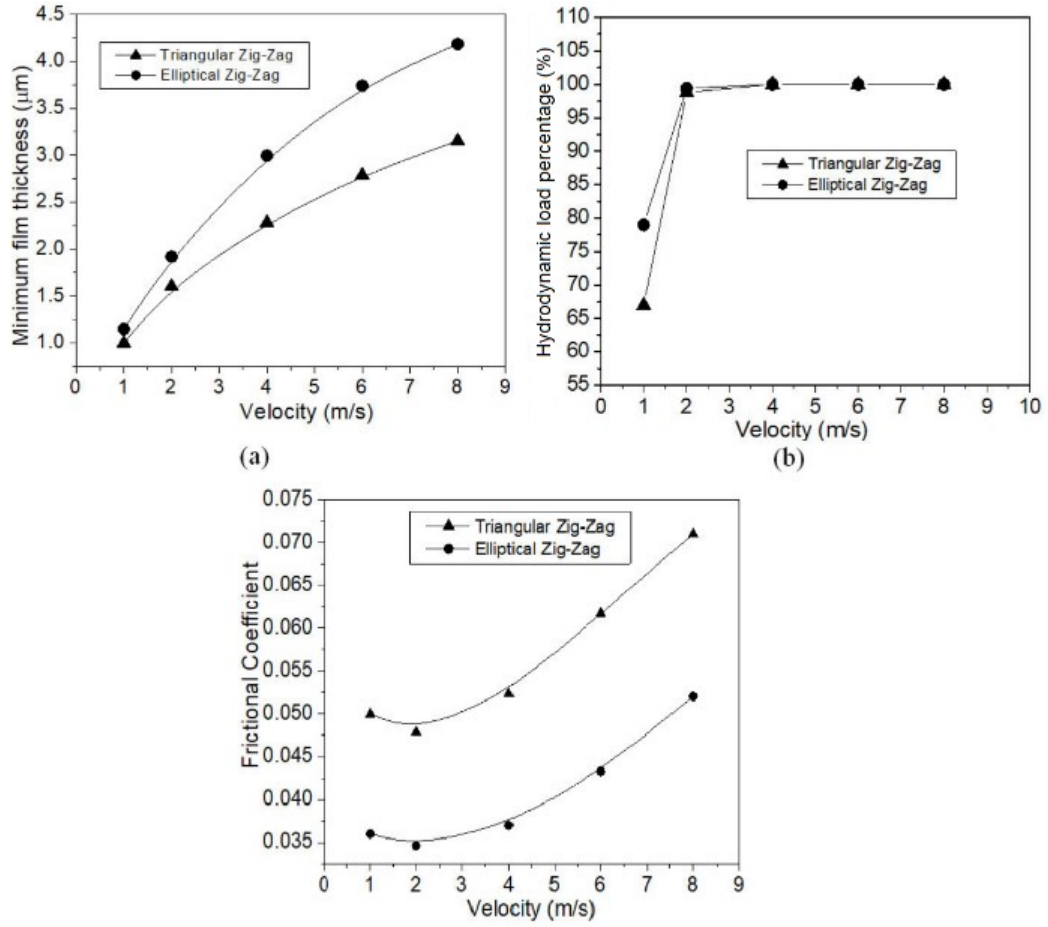 Minimum film thickness (μm)
4.5
4.0
3.5
3.0
2.5
2.0
1.5
1.0
Triangular Zig-Zag
Elliptical Zig-Zag
0 1 2 3 4 5 6 7 8 9
Velocity (m/s)
(a)
Hydrodynamic load percentage (%)
110
105
100
95
90
85
80
75
70
65
60
55
Triangular Zig-Zag
Elliptical Zig-Zag
0 1 2 3 4 5 6 7 8 9 10
Velocity (m/s)
(b)
Frictional Coefficient
0.075
0.070
0.065
0.060
0.055
0.050
0.045
0.040
0.035
Triangular Zig-Zag
Elliptical Zig-Zag
0 1 2 3 4 5 6 7 8 9
Velocity (m/s)